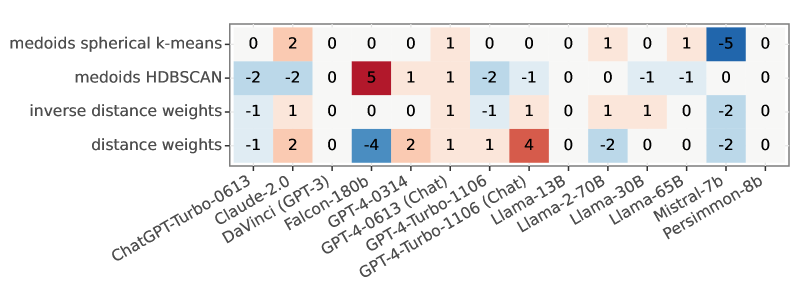 medoids spherical k-means 0 2 0 0 0 1 0 0 0 1 0 1 -5 0
medoids HDBSCAN -2 -2 0 5 1 1 -2 -1 0 0 -1 -1 0 0
inverse distance weights -1 1 0 0 0 1 -1 1 0 1 1 0 -2 0
distance weights -1 2 0 -4 2 1 1 4 0 -2 0 0 -2 0
ChatGPT-Turbo-0613
Claude-2.0
DaVinci (GPT-3)
Falcon-180b
GPT-4-0314
GPT-4-0613 (Chat)
GPT-4-Turbo-1106
GPT-4-Turbo-1106 (Chat)
Llama-13B
Llama-2-70B
Llama-30B
Llama-65B
Mistral-7b
Persimmon-8b